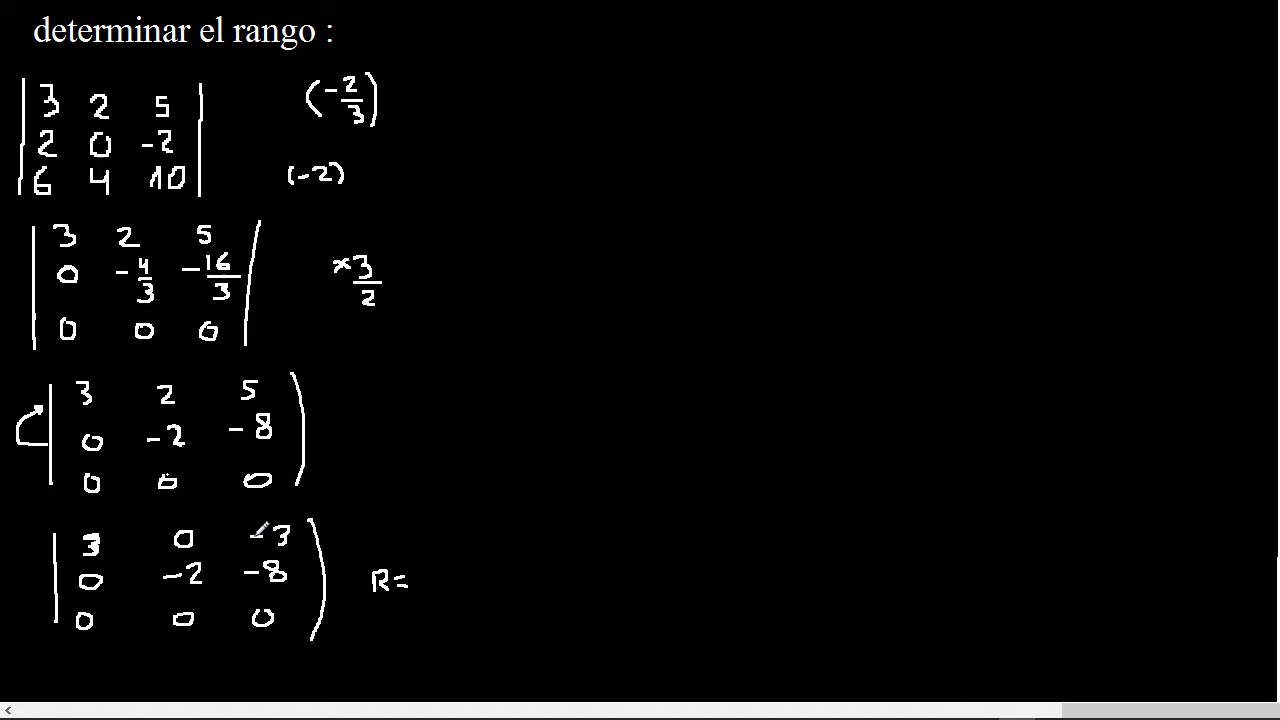 determinar el rango :
3 2 5 (-2/3)
2 0 -2
6 4 10 (-2)
3 2 5
0 -4/3 -16/3 ×3/2
0 0 0
3 2 5
0 -2 -8
0 0 0
3 0 -3
0 -2 -8 R=
0 0 0